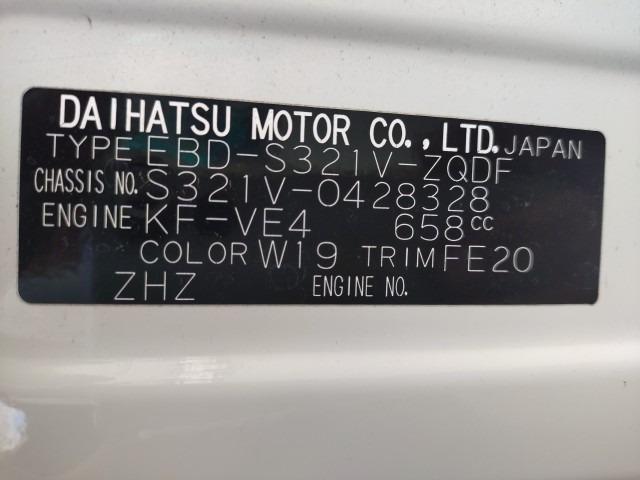 DAIHATSU MOTOR CO.,LTD. JAPAN
TYPE EBD-S321V-ZQDF
CHASSIS NO. S321V-0428328
ENGINE KF-VE4 658cc
COLOR W19 TRIM FE20
ZHZ ENGINE NO.